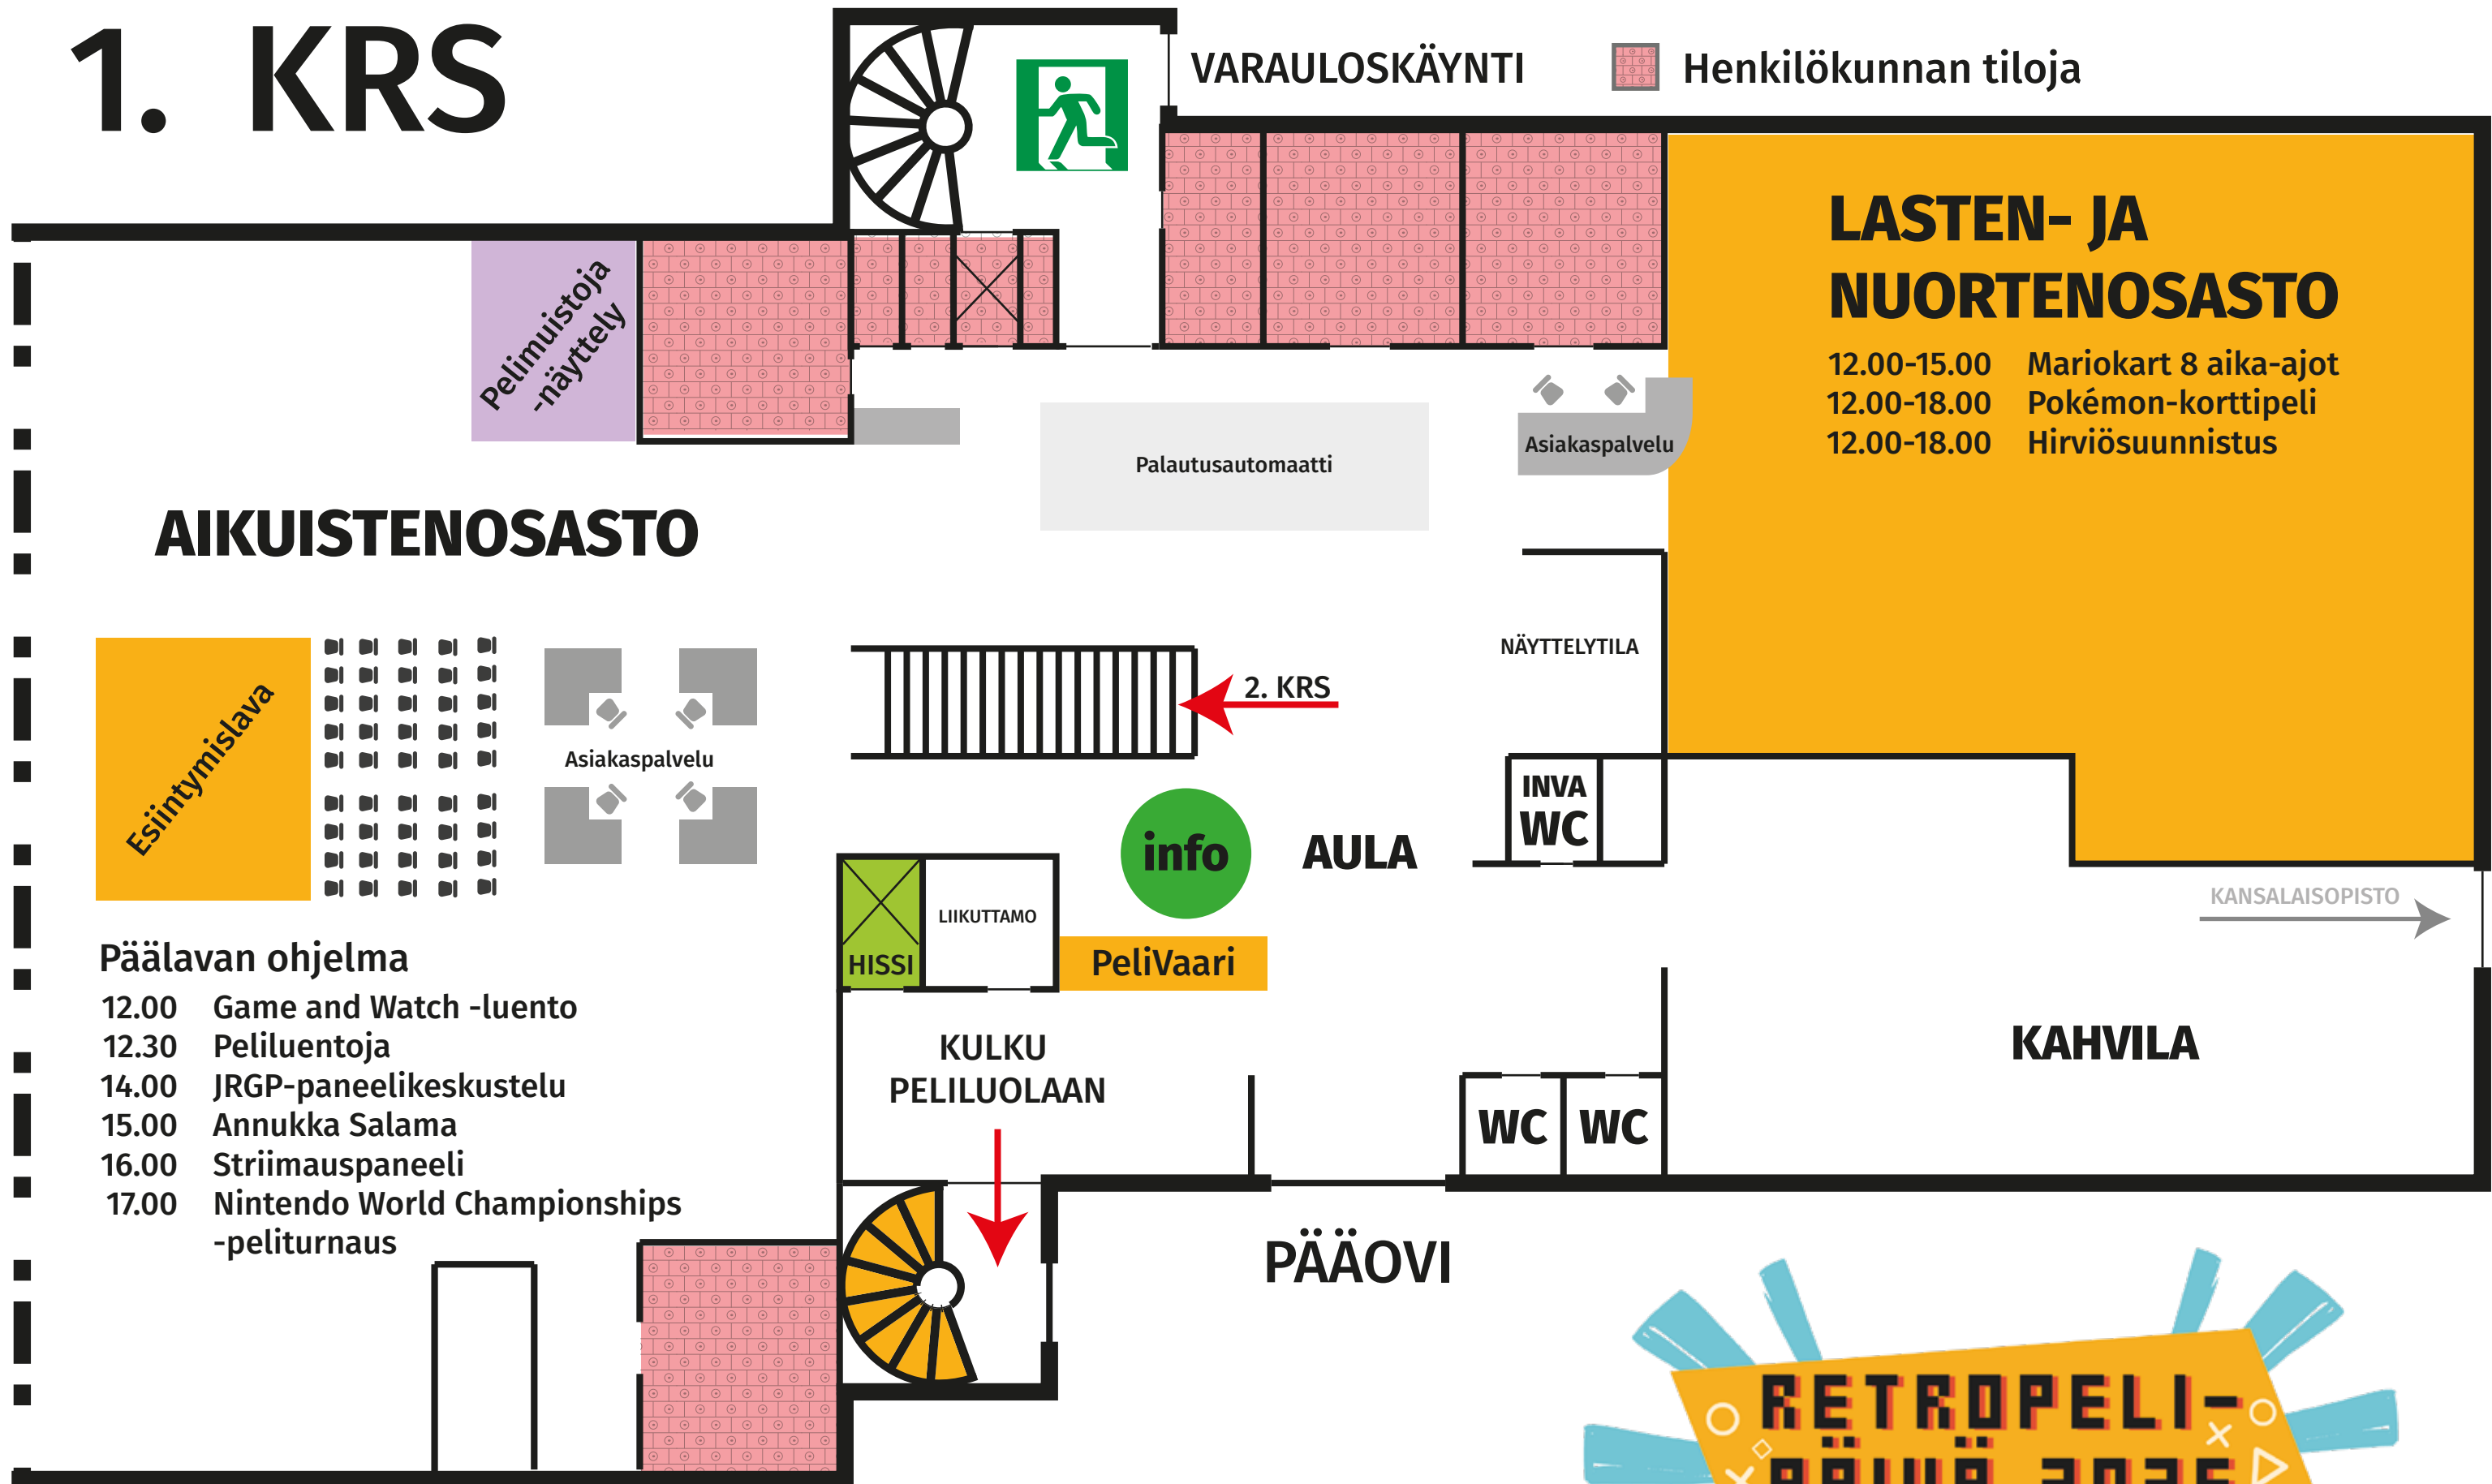 1. KRS
VARAULOSKÄYNTI
Henkilökunnan tiloja
LASTEN- JA
NUORTENOSASTO
12.00-15.00 Mariokart 8 aika-ajot
12.00-18.00 Pokémon-korttipeli
12.00-18.00 Hirviösuunnistus
Pelimuistoja
-näyttely
Asiakaspalvelu
Palautusautomaatti
AIKUISTENOSASTO
NÄYTTELYTILA
2. KRS
Esiintymislava
Asiakaspalvelu
INVA
WC
info
AULA
KANSALAISOPISTO
LIIKUTTAMO
HISSI
PeliVaari
Päälavan ohjelma
12.00 Game and Watch -luento
12.30 Peliluentoja
14.00 JRGP-paneelikeskustelu
15.00 Annukka Salama
16.00 Striimauspaneeli
17.00 Nintendo World Championships
-peliturnaus
KULKU
PELILUOLAAN
KAHVILA
WC WC
PÄÄOVI
RETROPELI-
PÄIVÄ 2025